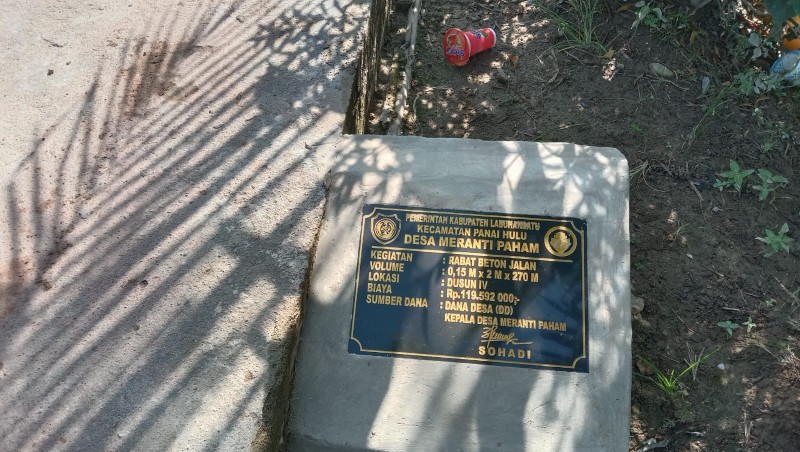 PEMERINTAH KABUPATEN LABUHANBATU
KECAMATAN PANAI HULU
DESA MERANTI PAHAM
KEGIATAN : RABAT BETON JALAN
VOLUME : 0,15 M x 2 M x 270 M
LOKASI : DUSUN IV
BIAYA : Rp.119.592.000;-
SUMBER DANA : DANA DESA (DD)
KEPALA DESA MERANTI PAHAM
SOHADI